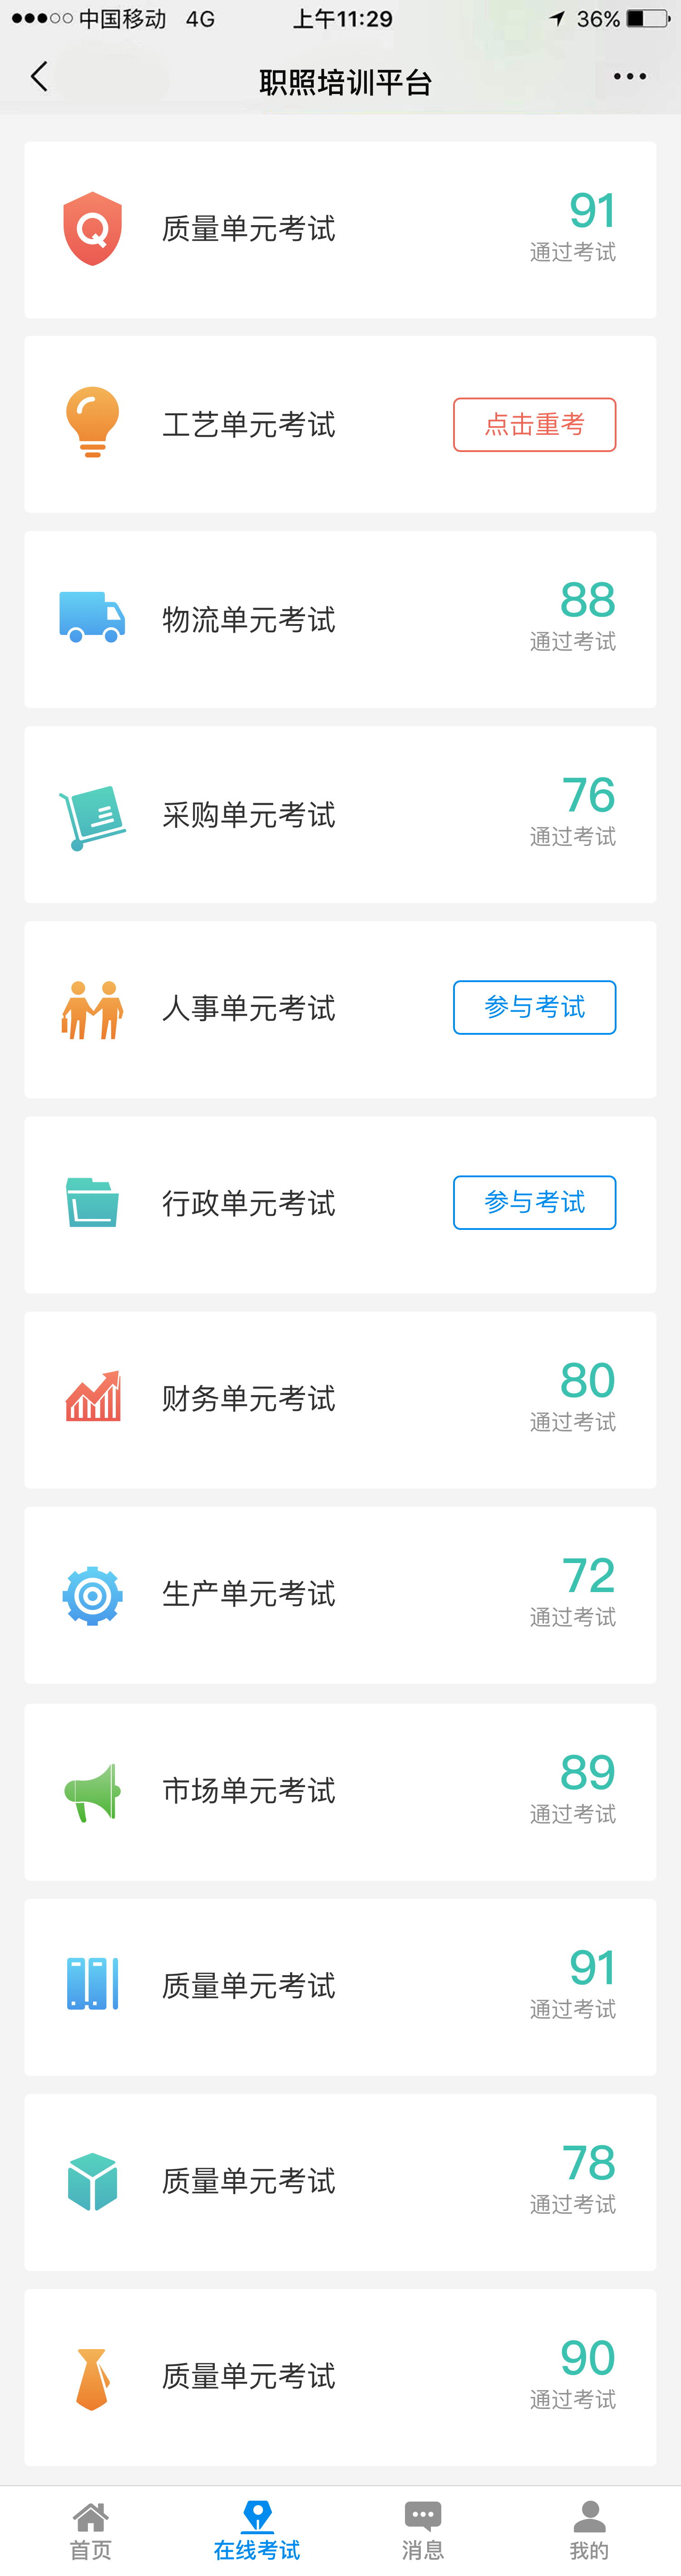 中国移动 4G 上午11:29 36%
职照培训平台
Q
质量单元考试
91
通过考试
工艺单元考试
点击重考
物流单元考试
88
通过考试
采购单元考试
76
通过考试
人事单元考试
参与考试
行政单元考试
参与考试
财务单元考试
80
通过考试
生产单元考试
72
通过考试
市场单元考试
89
通过考试
质量单元考试
91
通过考试
质量单元考试
78
通过考试
质量单元考试
90
通过考试
首页 在线考试 消息 我的